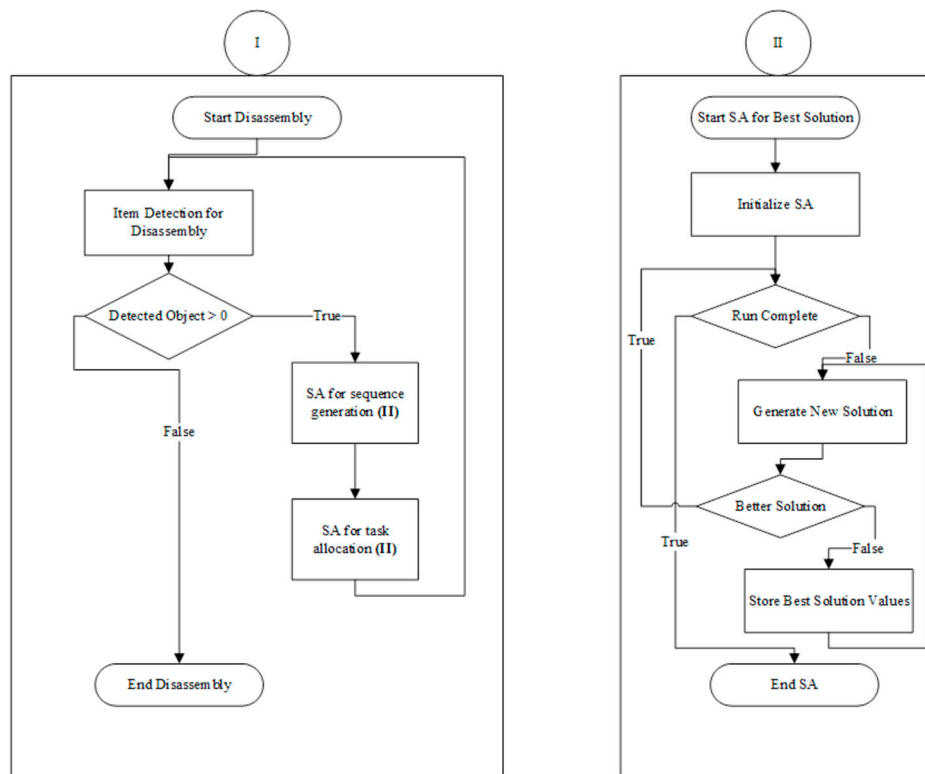 I
Start Disassembly
Item Detection for
Disassembly
Detected Object > 0
True
SA for sequence
generation (II)
False
SA for task
allocation (II)
End Disassembly
II
Start SA for Best Solution
Initialize SA
Run Complete
True
False
Generate New Solution
Better Solution
True
False
Store Best Solution Values
End SA